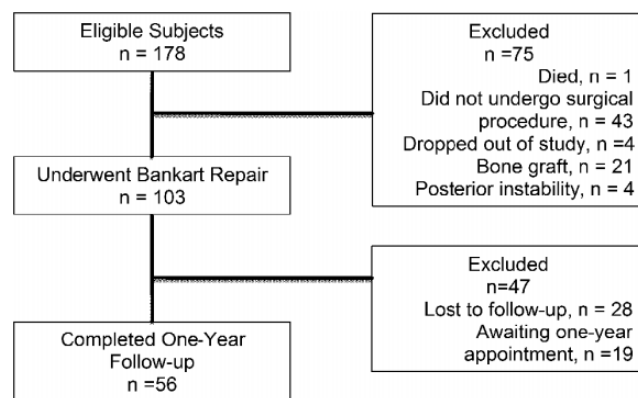 Eligible Subjects
n = 178
Excluded
n =75
Died, n = 1
Did not undergo surgical
procedure, n = 43
Dropped out of study, n =4
Bone graft, n = 21
Posterior instability, n = 4
Underwent Bankart Repair
n = 103
Excluded
n=47
Lost to follow-up, n = 28
Awaiting one-year
appointment, n =19
Completed One-Year
Follow-up
n =56